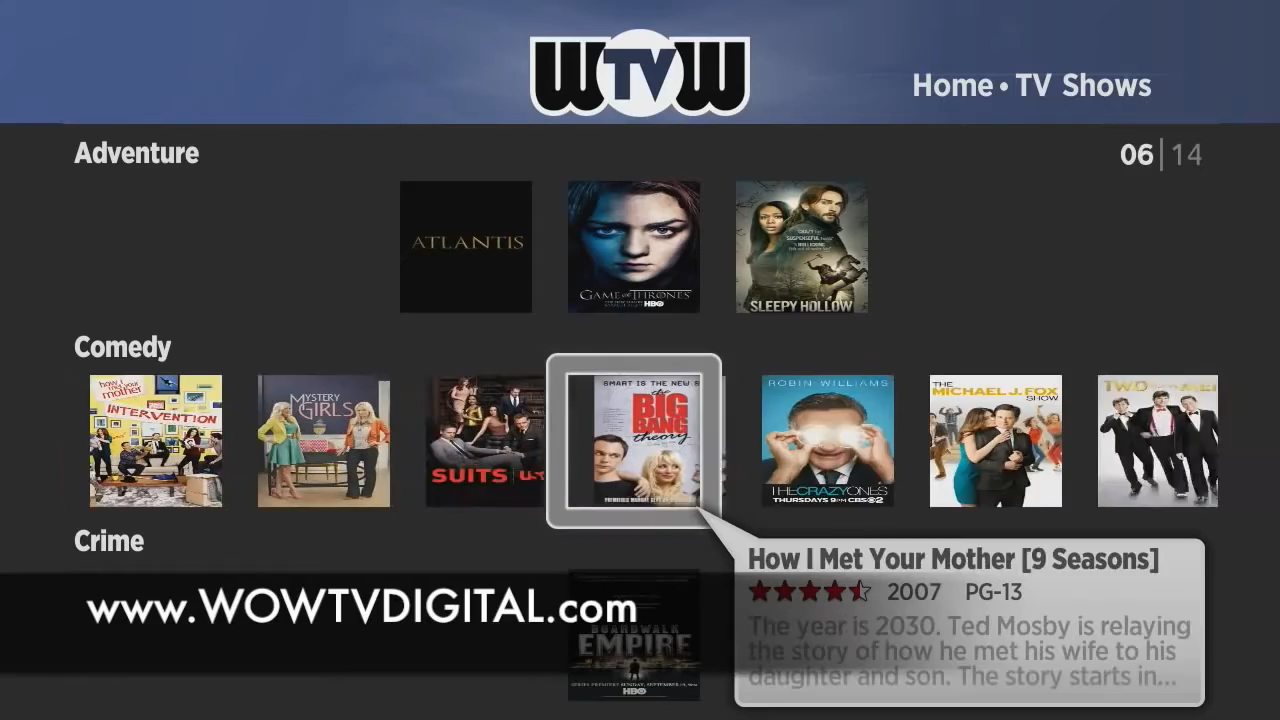 WTVW
Home • TV Shows
Adventure
06|14
ATLANTIS
GAME OF THRONES
HBO
SLEEPY HOLLOW
Comedy
how i met your mother
INTERVENTION
MYSTERY GIRLS
SUITS
SMART IS THE NEW S
the
BIG
BANG
theory
ROBIN WILLIAMS
THE CRAZY ONES
THURSDAYS 9PM CBS 2
THE
MICHAEL J. FOX
SHOW
Crime
How I Met Your Mother [9 Seasons]
2007 PG-13
The year is 2030. Ted Mosby is relaying
the story of how he met his wife to his
daughter and son. The story starts in...
www.WOWTVDIGITAL.com
BOARDWALK
EMPIRE
HBO